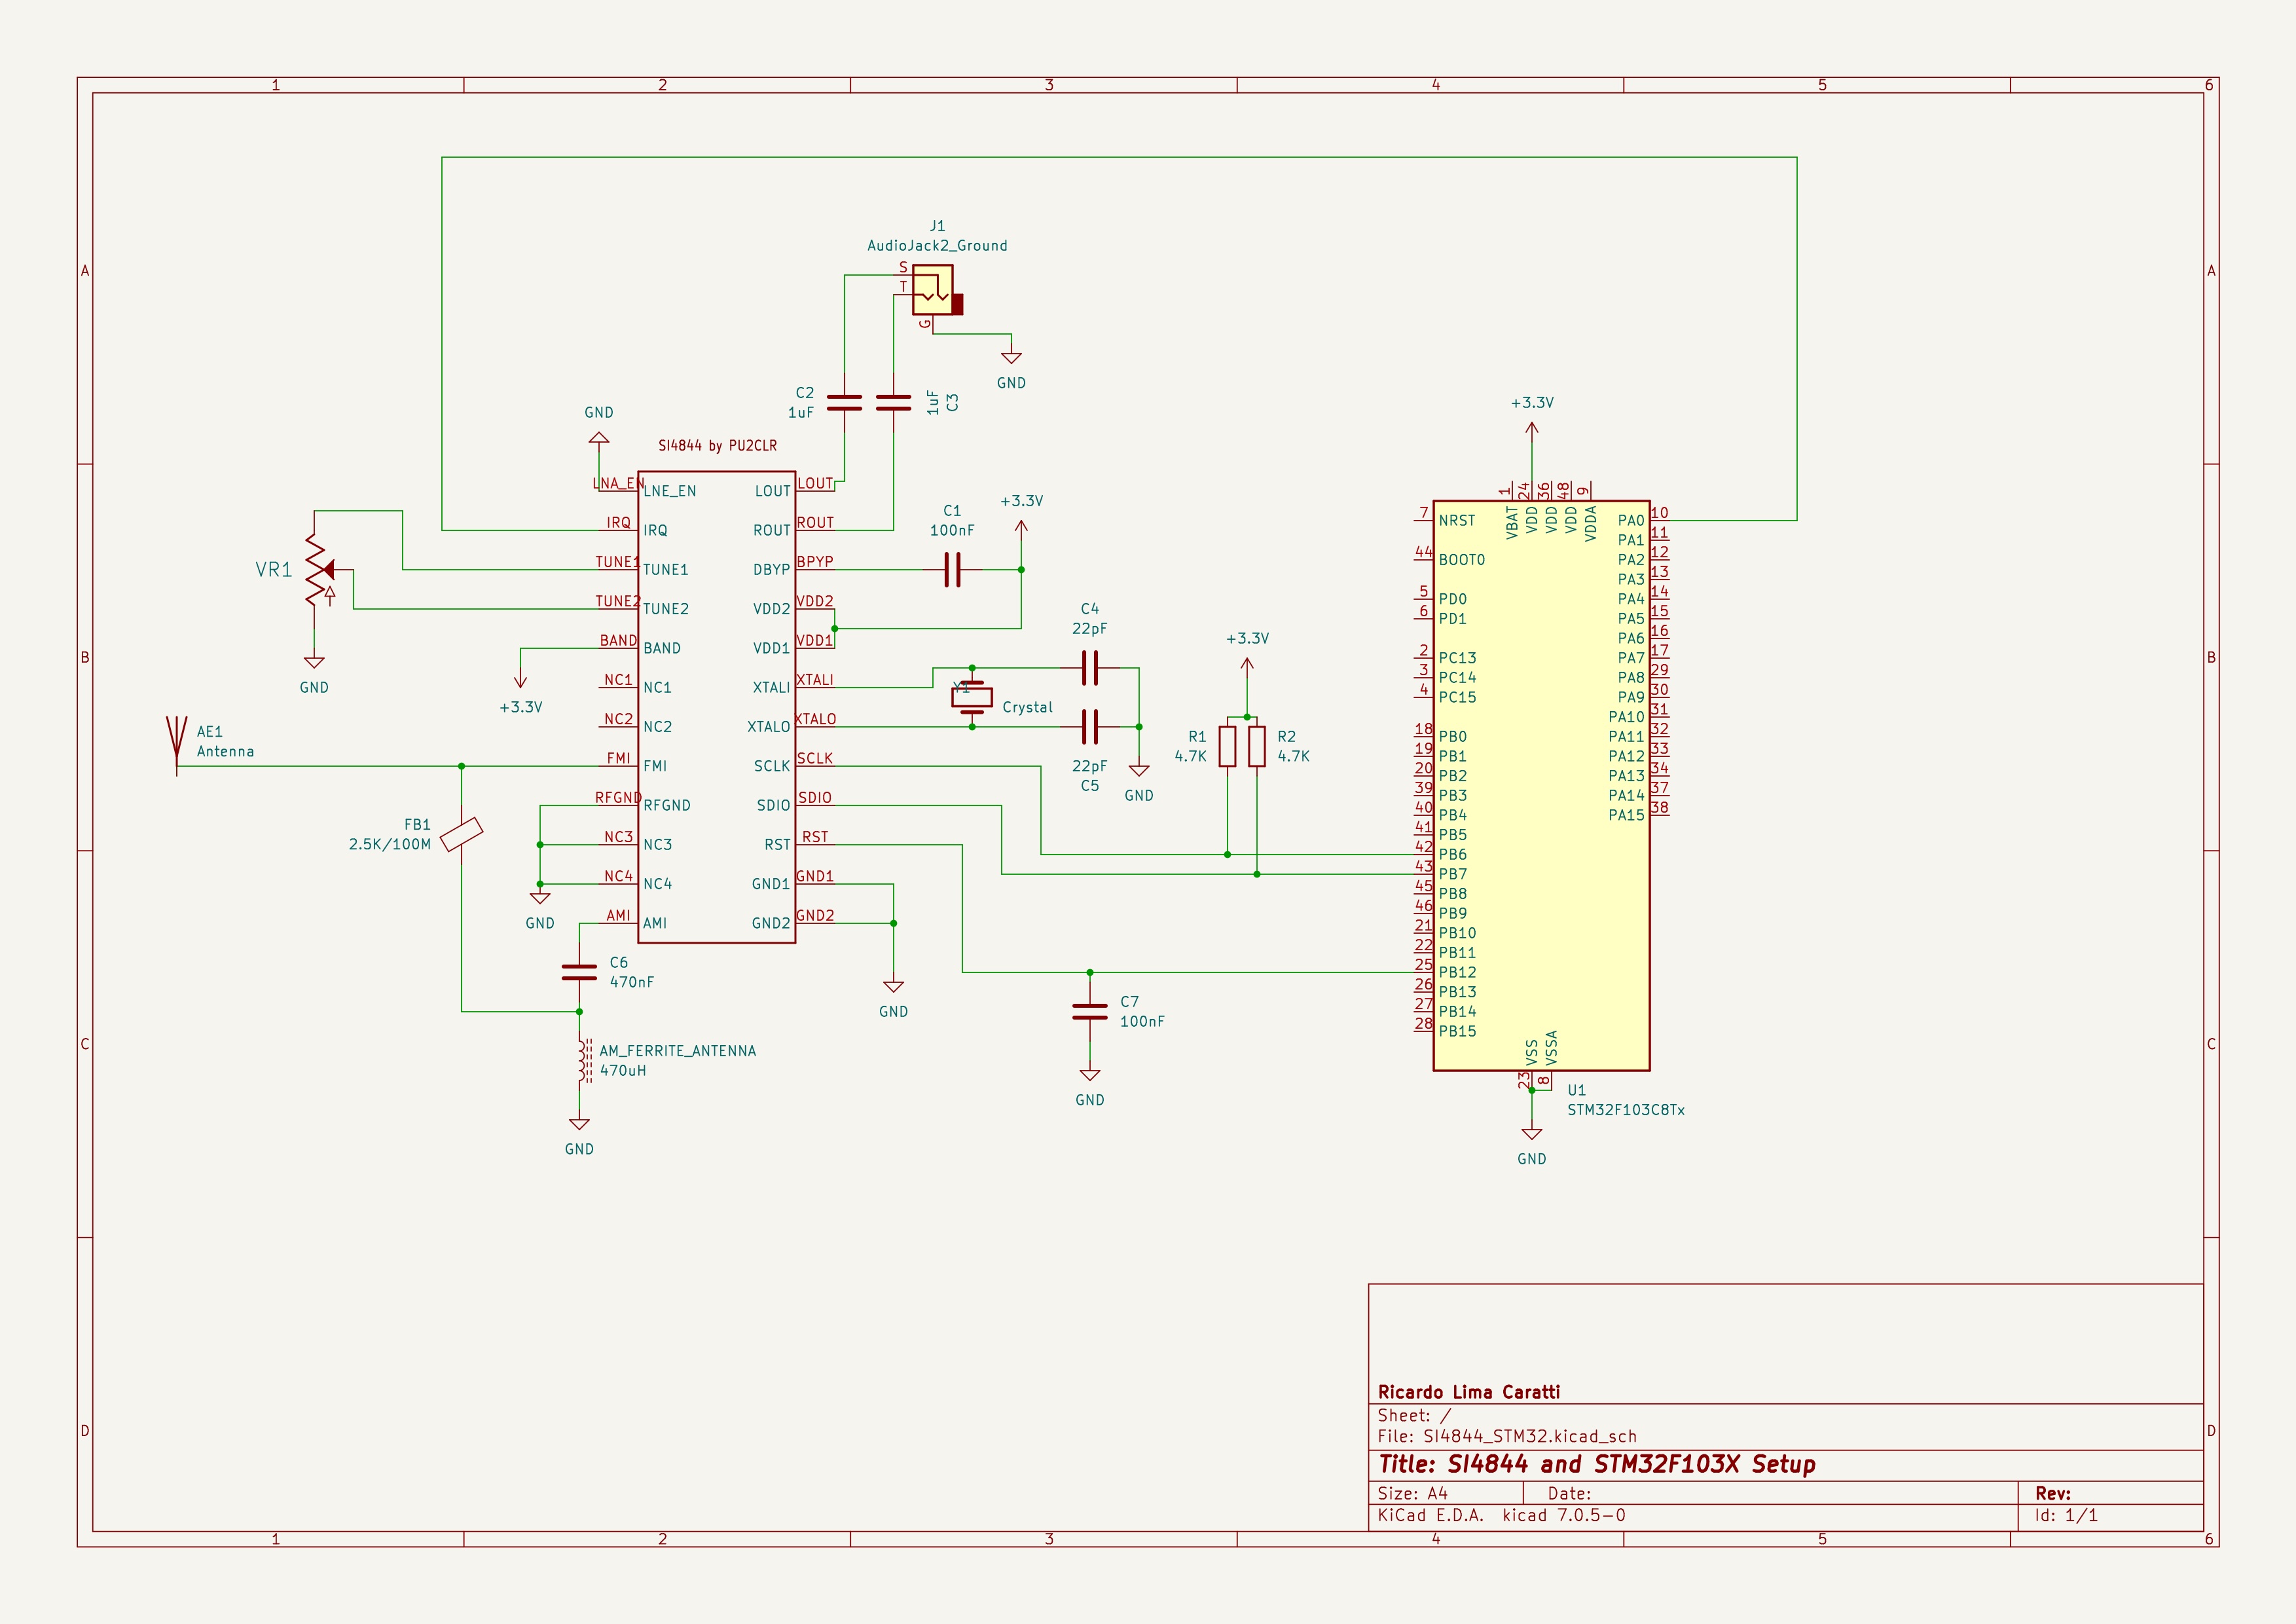 1 2 3 4 5 6
A A
B B
C C
D D
J1
AudioJack2_Ground
S
T
G
GND
C2
1uF
1uF
C3
GND
SI4844 by PU2CLR
LNA_EN LNE_EN LOUT LOUT
IRQ IRQ ROUT ROUT
TUNE1 TUNE1 DBYP BPYP
TUNE2 TUNE2 VDD2 VDD2
BAND BAND VDD1 VDD1
NC1 NC1 XTALI XTALI
NC2 NC2 XTALO XTALO
FMI FMI SCLK SCLK
RFGND RFGND SDIO SDIO
NC3 NC3 RST RST
NC4 NC4 GND1 GND1
AMI AMI GND2 GND2
VR1
GND
+3.3V
AE1
Antenna
FB1
2.5K/100M
GND
C6
470nF
AM_FERRITE_ANTENNA
470uH
GND
C1
100nF
+3.3V
C4
22pF
Y1
Crystal
22pF
C5
GND
+3.3V
R1
4.7K
R2
4.7K
GND
C7
100nF
GND
+3.3V
1 24 36 48 9
VBAT VDD VDD VDD VDDA
7 NRST
44 BOOT0
5 PD0
6 PD1
2 PC13
3 PC14
4 PC15
18 PB0
19 PB1
20 PB2
39 PB3
40 PB4
41 PB5
42 PB6
43 PB7
45 PB8
46 PB9
21 PB10
22 PB11
25 PB12
26 PB13
27 PB14
28 PB15
PA0 10
PA1 11
PA2 12
PA3 13
PA4 14
PA5 15
PA6 16
PA7 17
PA8 29
PA9 30
PA10 31
PA11 32
PA12 33
PA13 34
PA14 37
PA15 38
VSS VSSA
23 8
U1
STM32F103C8Tx
GND
Ricardo Lima Caratti
Sheet: /
File: SI4844_STM32.kicad_sch
Title: SI4844 and STM32F103X Setup
Size: A4 Date: Rev:
KiCad E.D.A. kicad 7.0.5-0 Id: 1/1
1 2 3 4 5 6